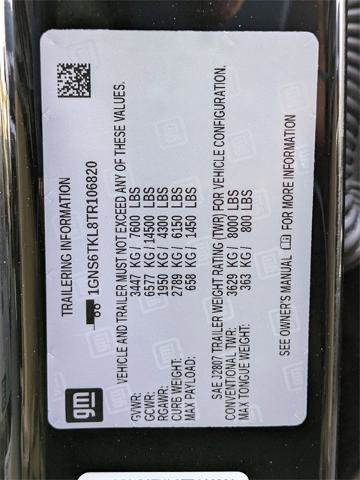 gm
TRAILERING INFORMATION
1GNS6TKL8TR106820
VEHICLE AND TRAILER MUST NOT EXCEED ANY OF THESE VALUES.
GVWR: 3447 KG/ 7600 LBS
GCWR: 6577 KG/ 14500 LBS
RGAWR: 1950 KG/ 4300 LBS
CURB WEIGHT: 2789 KG/ 6150 LBS
MAX PAYLOAD: 658 KG/ 1450 LBS
SAE J2807 TRAILER WEIGHT RATING (TWR) FOR VEHICLE CONFIGURATION.
CONVENTIONAL TWR: 3629 KG/ 8000 LBS
MAX TONGUE WEIGHT: 363 KG/ 800 LBS
SEE OWNER'S MANUAL FOR MORE INFORMATION